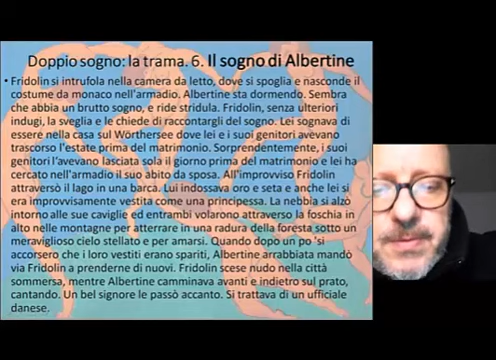 Doppio sogno: la trama. 6. Il sogno di Albertine
• Fridolin si intrufola nella camera da letto, dove si spoglia e nasconde il
costume da monaco nell'armadio. Albertine sta dormendo. Sembra
che abbia un brutto sogno, e ride stridula. Fridolin, senza ulteriori
indugi, la sveglia e le chiede di raccontargli del sogno. Lei sognava di
essere nella casa sul Wörthersee dove lei e i suoi genitori avevano
trascorso l'estate prima del matrimonio. Sorprendentemente, i suoi
genitori l'avevano lasciata sola il giorno prima del matrimonio e lei ha
cercato nell'armadio il suo abito da sposa. All'improvviso Fridolin
attraversò il lago in una barca. Lui indossava oro e seta e anche lei si
era improvvisamente vestita come una principessa. La nebbia si alzò
intorno alle sue caviglie ed entrambi volarono attraverso la foschia in
alto nelle montagne per atterrare in una radura della foresta sotto un
meraviglioso cielo stellato e per amarsi. Quando dopo un po 'si
accorsero che i loro vestiti erano spariti, Albertine arrabbiata mandò
via Fridolin a prenderne di nuovi. Fridolin scese nudo nella città
sommersa, mentre Albertine camminava avanti e indietro sul prato,
cantando. Un bel signore le passò accanto. Si trattava di un ufficiale
danese.